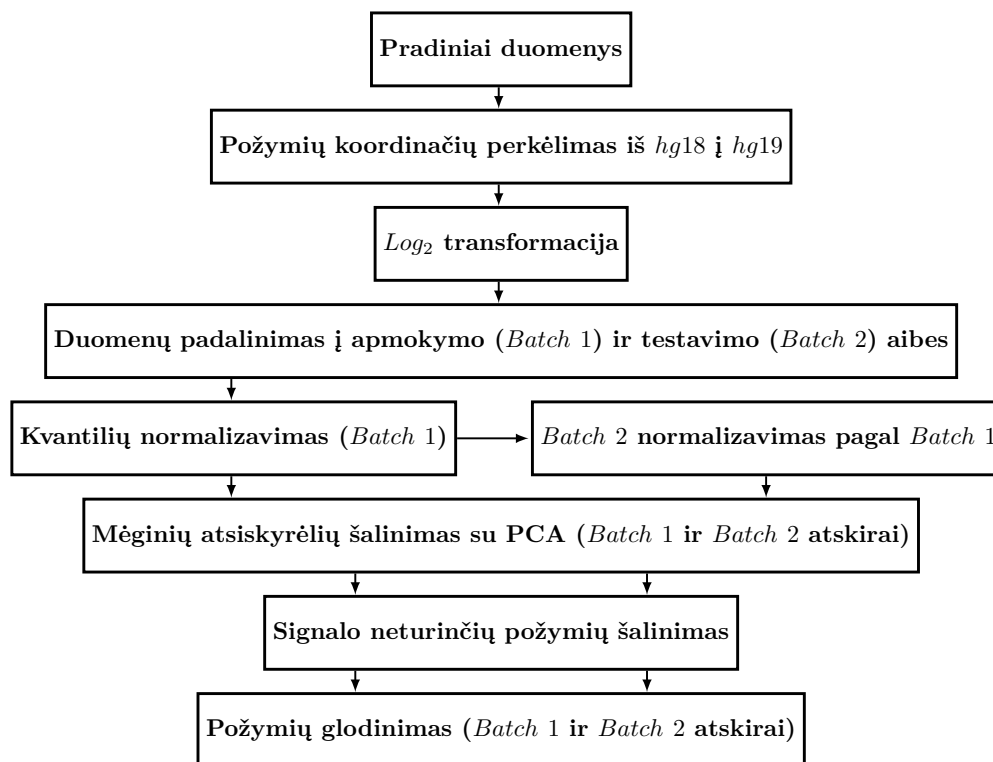 Pradiniai duomenys
Požymių koordinačių perkėlimas iš hg18 į hg19
Log₂ transformacija
Duomenų padalinimas į apmokymo (Batch 1) ir testavimo (Batch 2) aibes
Kvantilių normalizavimas (Batch 1)
Batch 2 normalizavimas pagal Batch 1
Mėginių atsiskyrėlių šalinimas su PCA (Batch 1 ir Batch 2 atskirai)
Signalo neturinčių požymių šalinimas
Požymių glodinimas (Batch 1 ir Batch 2 atskirai)